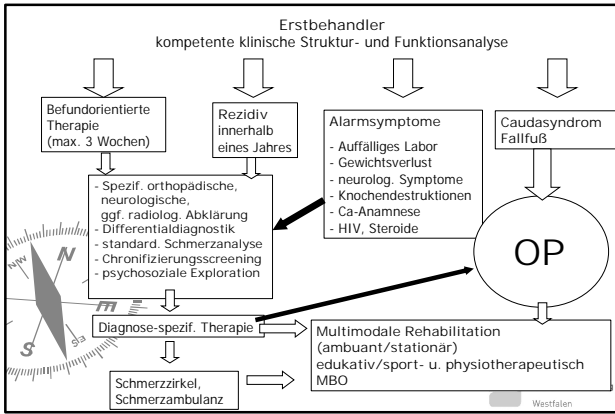 Erstbehandler
kompetente klinische Struktur- und Funktionsanalyse
Befundorientierte
Therapie
(max. 3 Wochen)
Rezidiv
innerhalb
eines Jahres
Alarmsymptome
- Auffälliges Labor
- Gewichtsverlust
- neurolog. Symptome
- Knochendestruktionen
- Ca-Anamnese
- HIV, Steroide
Caudasyndrom
Fallfuß
- Spezif. orthopädische,
neurologische,
ggf. radiolog. Abklärung
- Differentialdiagnostik
- standard. Schmerzanalyse
- Chronifizierungsscreening
- psychosoziale Exploration
OP
NW
N
E
S
Sa
Diagnose-spezif. Therapie
Multimodale Rehabilitation
(ambuant/stationär)
edukativ/sport- u. physiotherapeutisch
MBO
Schmerzzirkel,
Schmerzambulanz
Westfalen